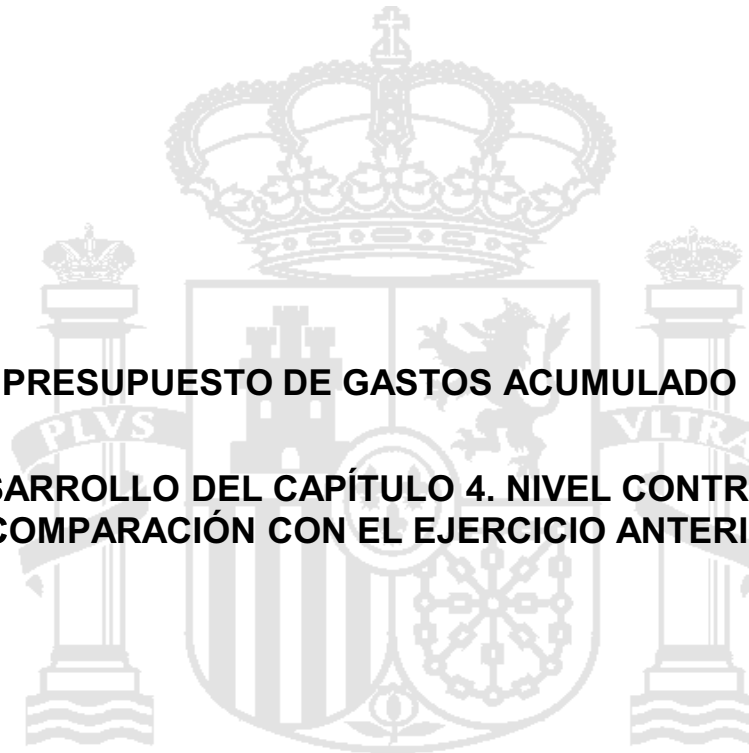 PRESUPUESTO DE GASTOS ACUMULADO
PLVS
VLTRA
SARROLLO DEL CAPÍTULO 4. NIVEL CONTR
COMPARACIÓN CON EL EJERCICIO ANTERI